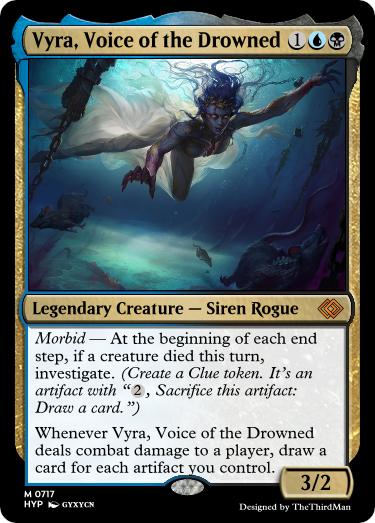 Vyra, Voice of the Drowned 1
Legendary Creature — Siren Rogue
Morbid — At the beginning of each end
step, if a creature died this turn,
investigate. (Create a Clue token. It's an
artifact with “2, Sacrifice this artifact:
Draw a card.”)
Whenever Vyra, Voice of the Drowned
deals combat damage to a player, draw a
card for each artifact you control.
3/2
M 0717
HYP GYXYCN
Designed by TheThirdMan